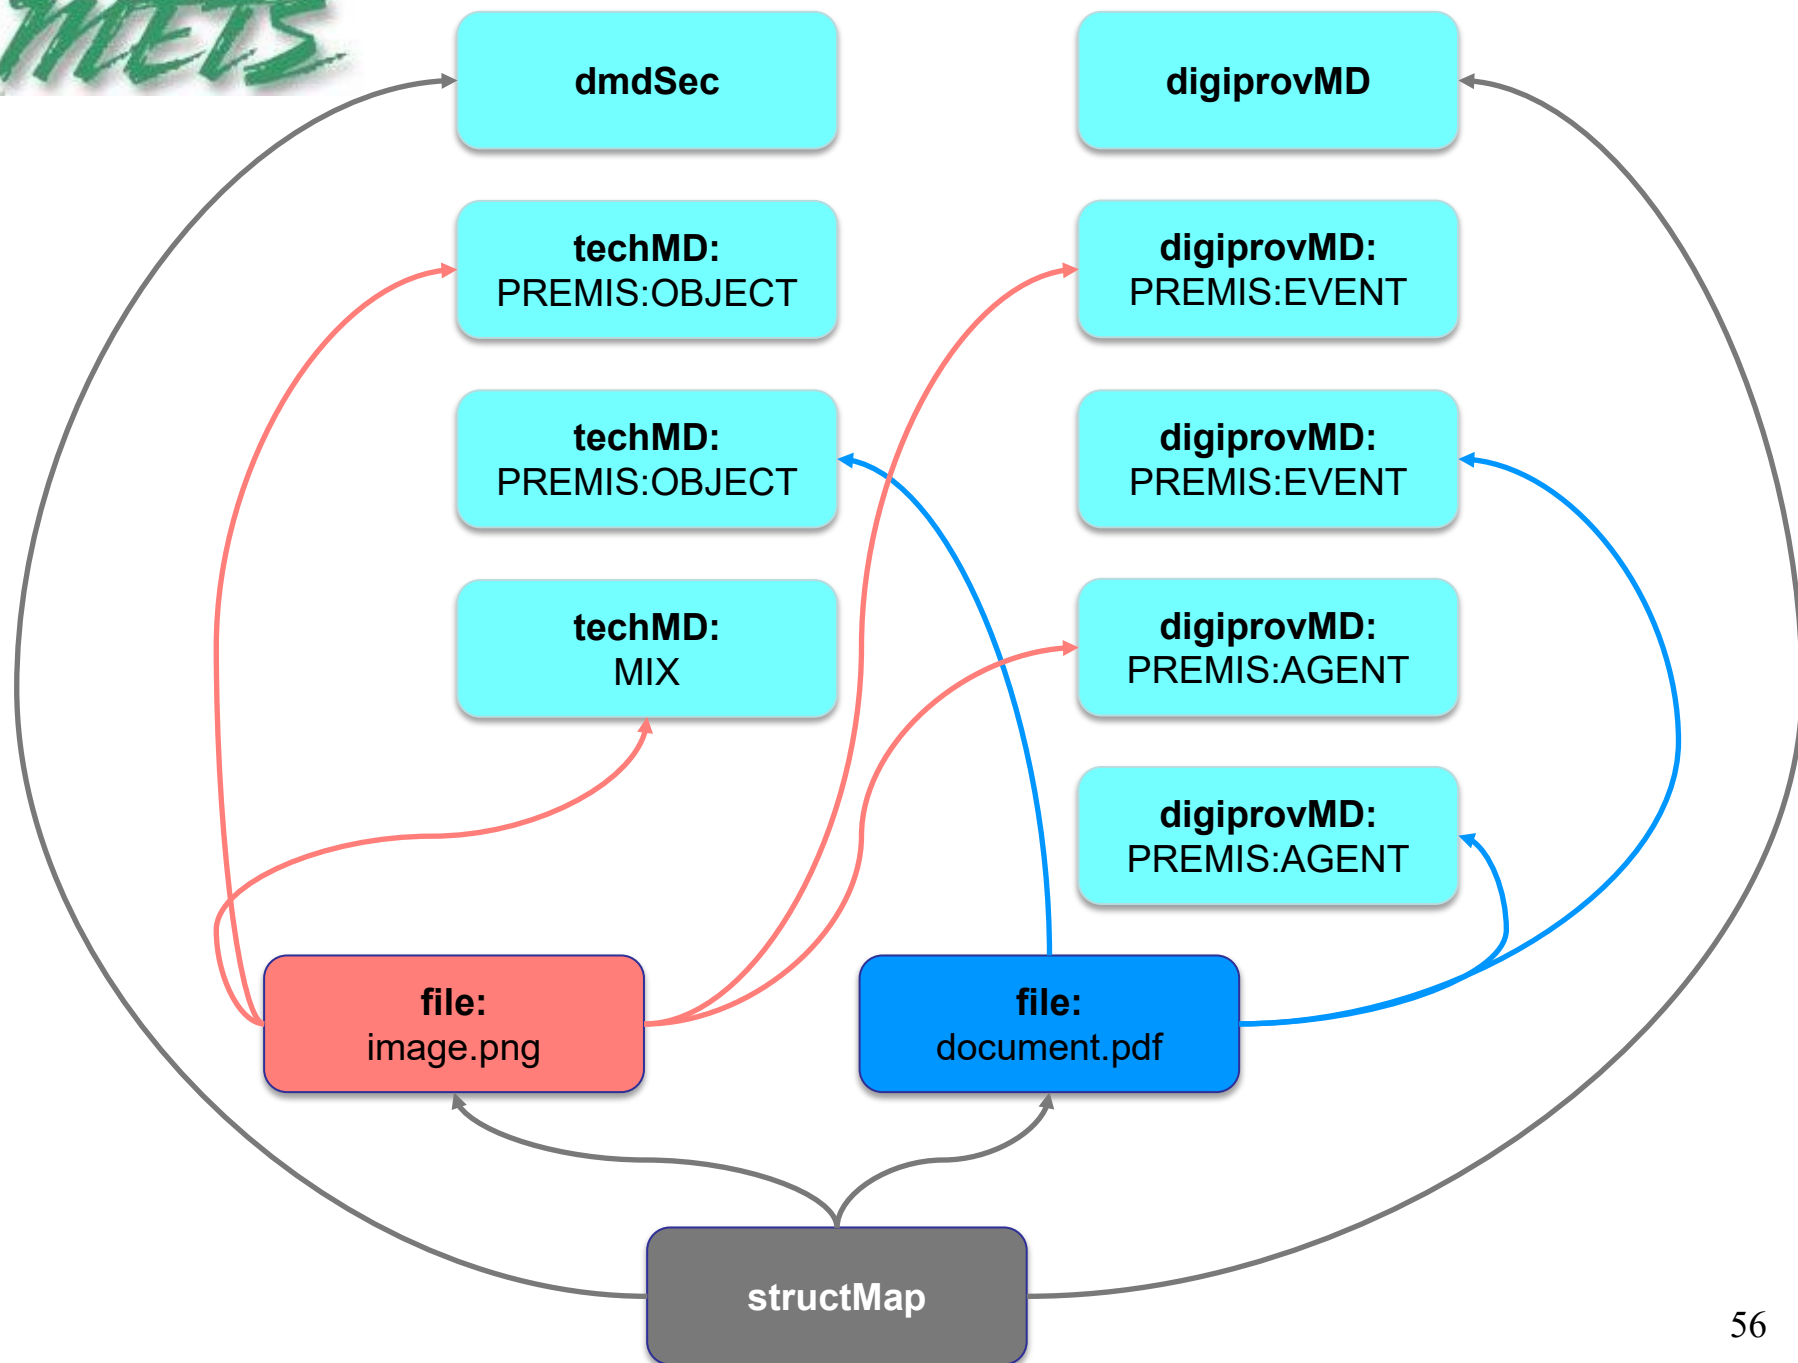 METS
dmdSec
digiprovMD
techMD:
PREMIS:OBJECT
digiprovMD:
PREMIS:EVENT
techMD:
PREMIS:OBJECT
digiprovMD:
PREMIS:EVENT
techMD:
MIX
digiprovMD:
PREMIS:AGENT
digiprovMD:
PREMIS:AGENT
file:
image.png
file:
document.pdf
structMap
56